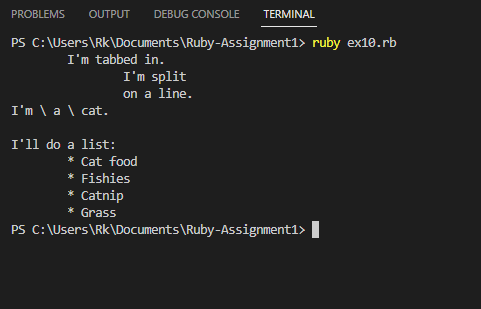 PROBLEMS OUTPUT DEBUG CONSOLE TERMINAL
PS C:\Users\Rk\Documents\Ruby-Assignment1> ruby ex10.rb
        I'm tabbed in.
                I'm split
                on a line.
I'm \ a \ cat.

I'll do a list:
        * Cat food
        * Fishies
        * Catnip
        * Grass
PS C:\Users\Rk\Documents\Ruby-Assignment1>